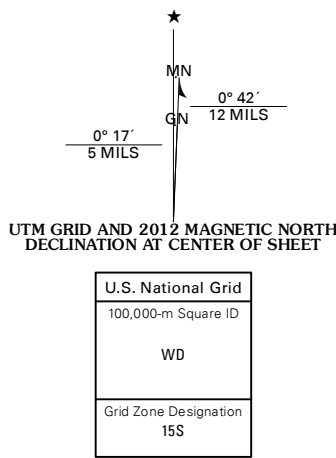 ★
MN
GN
0° 42´
12 MILS
0° 17´
5 MILS
UTM GRID AND 2012 MAGNETIC NORTH
DECLINATION AT CENTER OF SHEET
U.S. National Grid
100,000-m Square ID
WD
Grid Zone Designation
15S